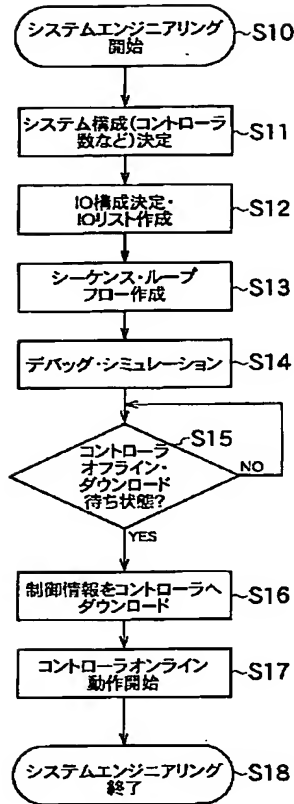 システムエンジニアリング
開始
S10
システム構成(コントローラ
数など)決定
S11
IO構成決定・
IOリスト作成
S12
シーケンス・ループ
フロー作成
S13
デバッグ・シミュレーション
S14
S15
コントローラ
オフライン・
ダウンロード
待ち状態?
NO
YES
制御情報をコントローラへ
ダウンロード
S16
コントローラオンライン
動作開始
S17
システムエンジニアリング
終了
S18